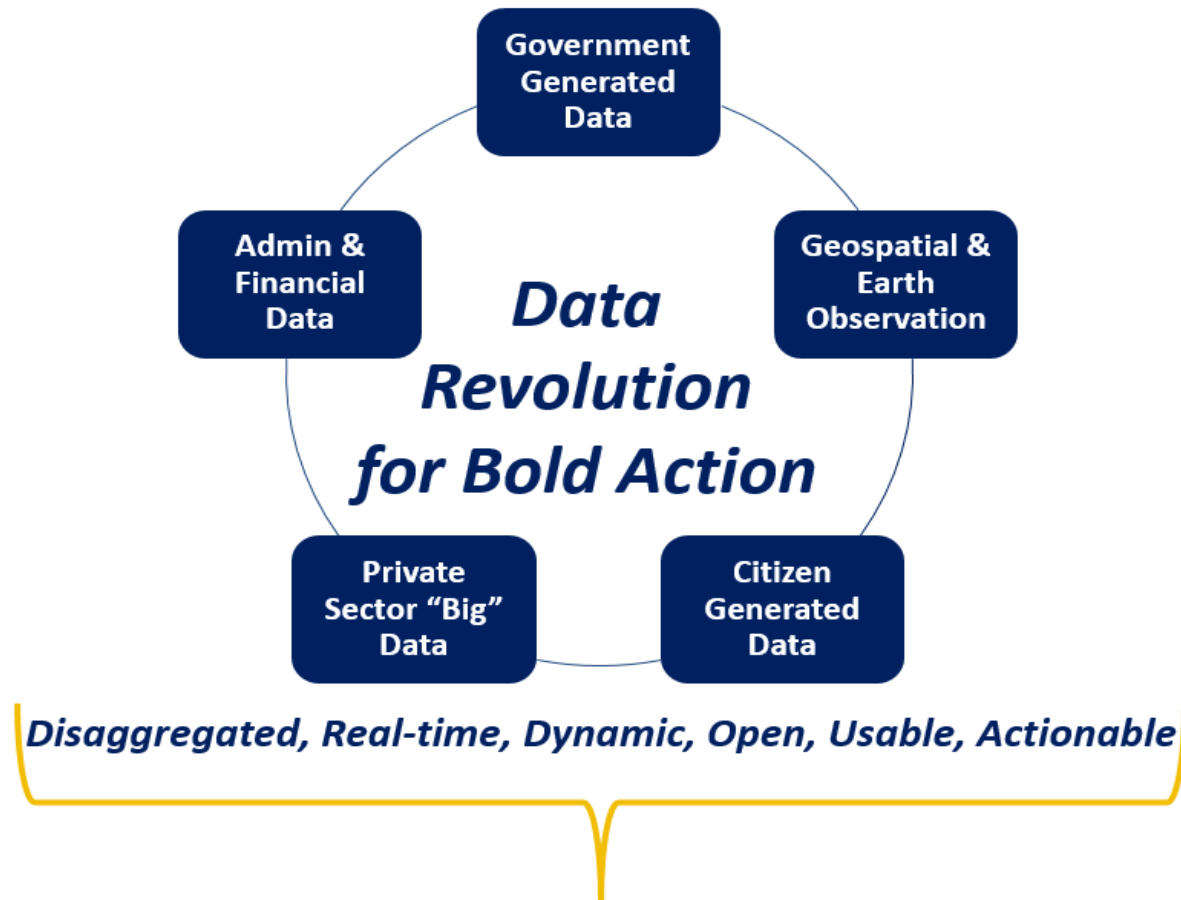 Government
Generated
Data
Admin &
Financial
Data
Geospatial &
Earth
Observation
Data
Revolution
for Bold Action
Private
Sector “Big”
Data
Citizen
Generated
Data
Disaggregated, Real-time, Dynamic, Open, Usable, Actionable